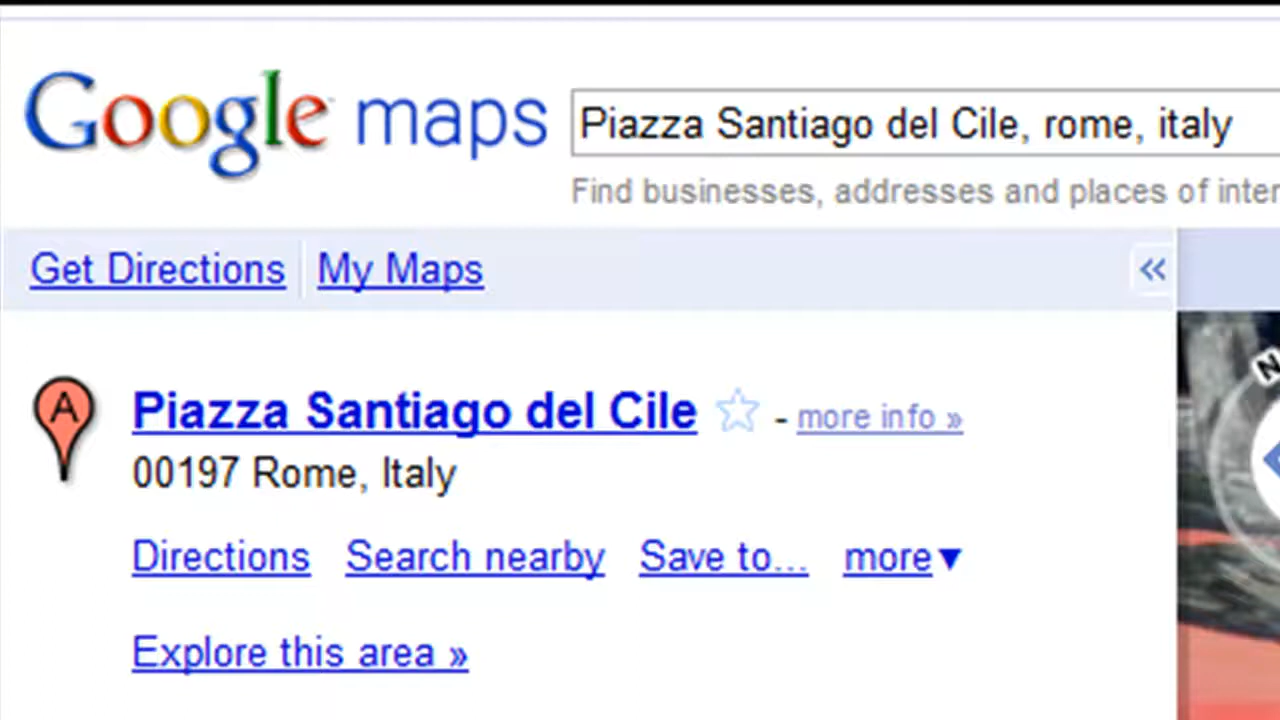 Google maps
Piazza Santiago del Cile, rome, italy
Find businesses, addresses and places of inter
Get Directions My Maps «
N
A
Piazza Santiago del Cile - more info »
00197 Rome, Italy
Directions Search nearby Save to... more▼
Explore this area »